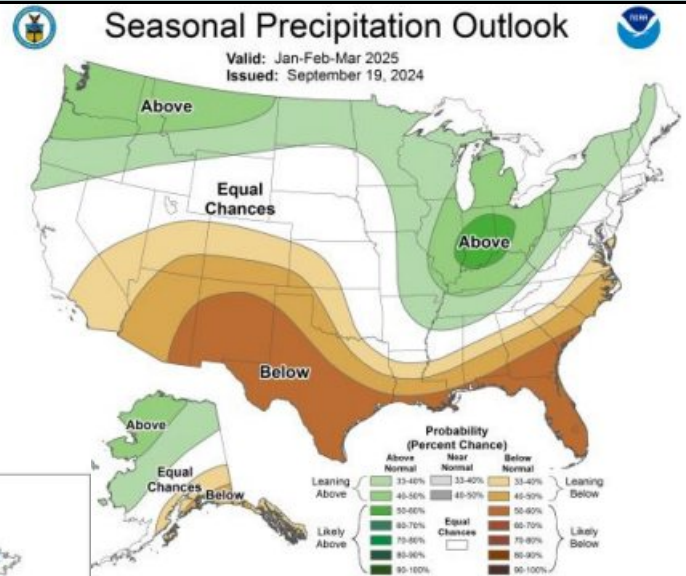 Seasonal Precipitation Outlook
NOAA
Valid: Jan-Feb-Mar 2025
Issued: September 19, 2024
Above
Equal
Chances
Above
Below
Above
Equal
Chances
Below
Probability
(Percent Chance)
Above
Normal
Near
Normal
Below
Normal
Leaning
Above
33-40%
40-50%
50-60%
60-70%
70-80%
80-90%
90-100%
Likely
Above
33-40%
40-50%
Equal
Chances
33-40%
40-50%
50-60%
60-70%
70-80%
80-90%
90-100%
Leaning
Below
Likely
Below